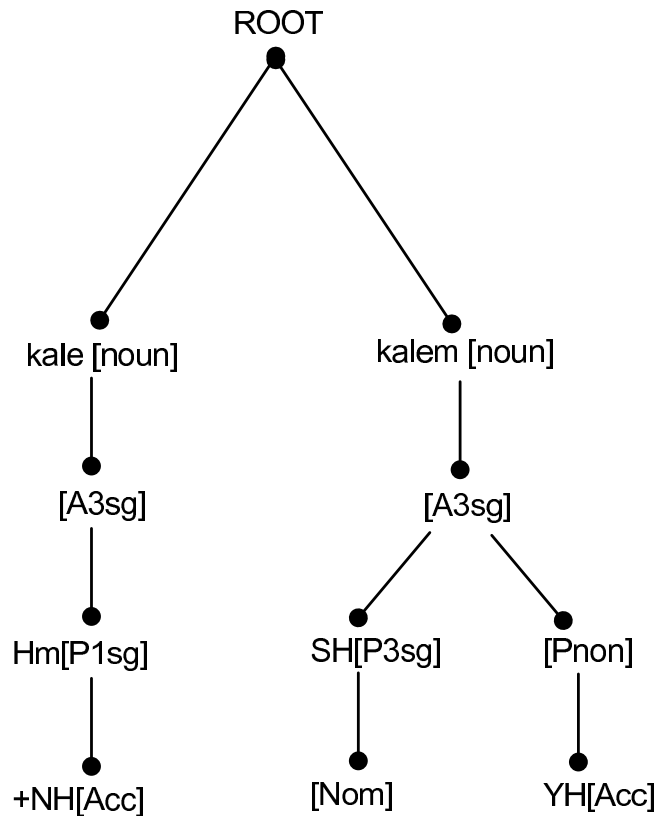 ROOT
kale [noun]
kalem [noun]
[A3sg]
[A3sg]
Hm[P1sg]
SH[P3sg]
[Pnon]
+NH[Acc]
[Nom]
YH[Acc]